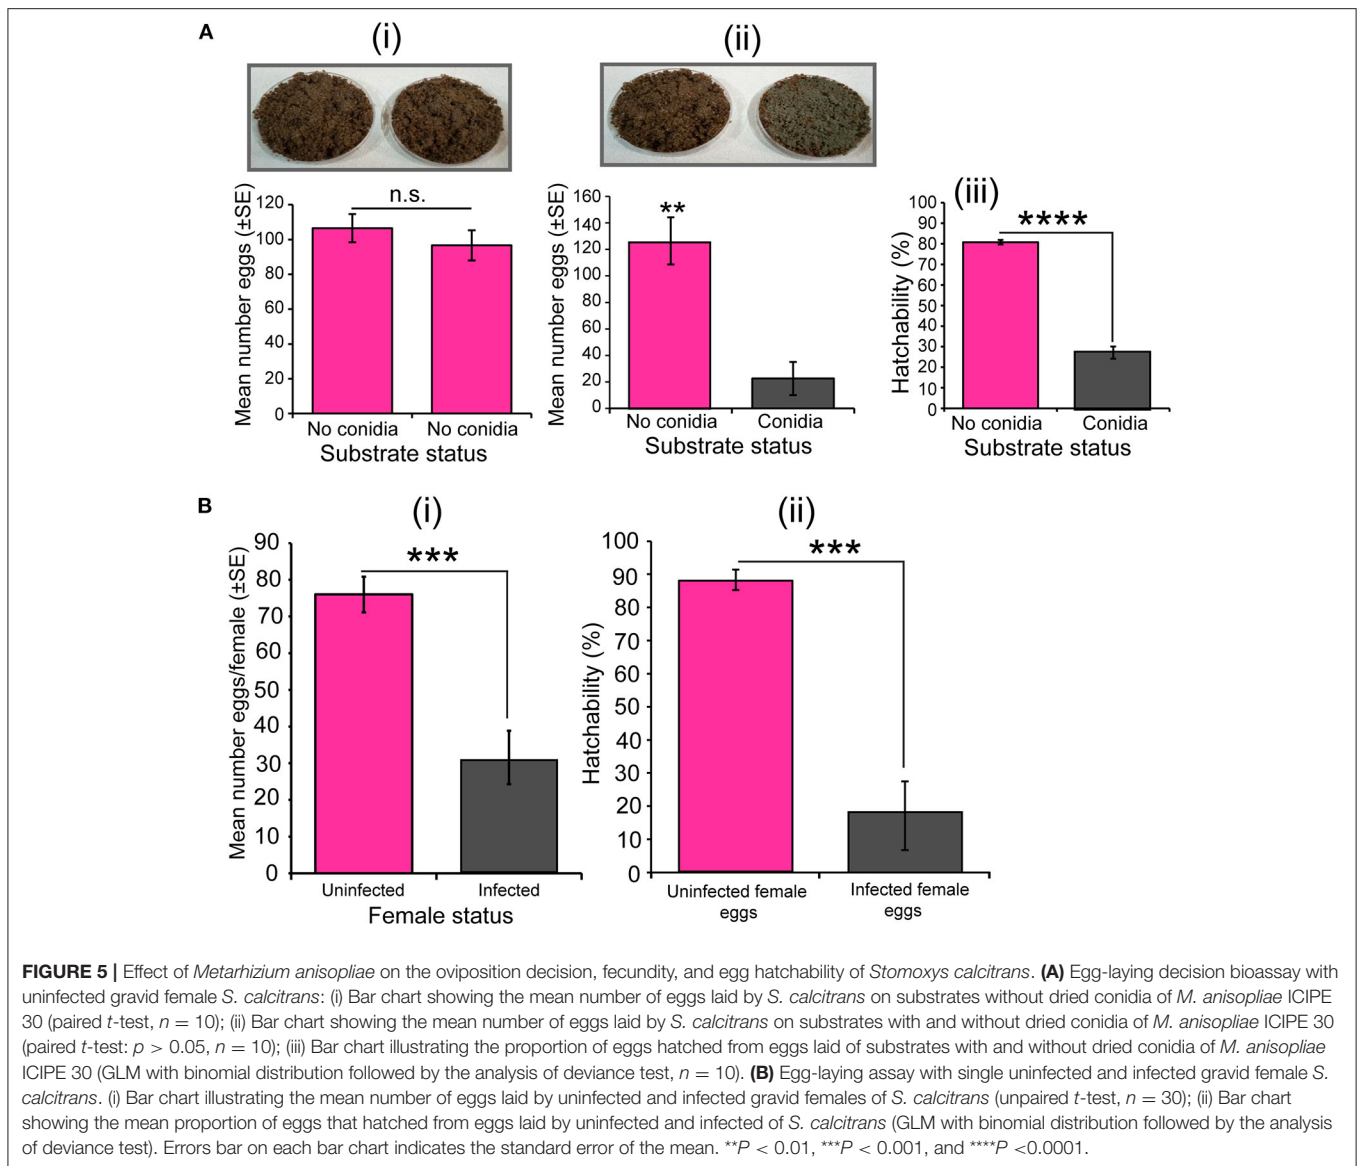 A
(i)
(ii)
Mean number eggs (±SE)
120
100
80
60
40
20
0
n.s.
No conidia
No conidia
Substrate status
Mean number eggs (±SE)
160
140
120
100
80
60
40
20
0
**
No conidia
Conidia
Substrate status
(iii)
Hatchability (%)
100
90
80
70
60
50
40
30
20
10
0
****
No conidia
Conidia
Substrate status
B
(i)
Mean number eggs/female (±SE)
90
80
70
60
50
40
30
20
10
0
***
Uninfected
Infected
Female status
(ii)
Hatchability (%)
100
90
80
70
60
50
40
30
20
10
0
***
Uninfected female
eggs
Infected female
eggs
FIGURE 5 | Effect of Metarhizium anisopliae on the oviposition decision, fecundity, and egg hatchability of Stomoxys calcitrans. (A) Egg-laying decision bioassay with
uninfected gravid female S. calcitrans: (i) Bar chart showing the mean number of eggs laid by S. calcitrans on substrates without dried conidia of M. anisopliae ICIPE
30 (paired t-test, n = 10); (ii) Bar chart showing the mean number of eggs laid by S. calcitrans on substrates with and without dried conidia of M. anisopliae ICIPE 30
(paired t-test: p > 0.05, n = 10); (iii) Bar chart illustrating the proportion of eggs hatched from eggs laid of substrates with and without dried conidia of M. anisopliae
ICIPE 30 (GLM with binomial distribution followed by the analysis of deviance test, n = 10). (B) Egg-laying assay with single uninfected and infected gravid female S.
calcitrans. (i) Bar chart illustrating the mean number of eggs laid by uninfected and infected gravid females of S. calcitrans (unpaired t-test, n = 30); (ii) Bar chart
showing the mean proportion of eggs that hatched from eggs laid by uninfected and infected of S. calcitrans (GLM with binomial distribution followed by the analysis
of deviance test). Errors bar on each bar chart indicates the standard error of the mean. **P < 0.01, ***P < 0.001, and ****P <0.0001.